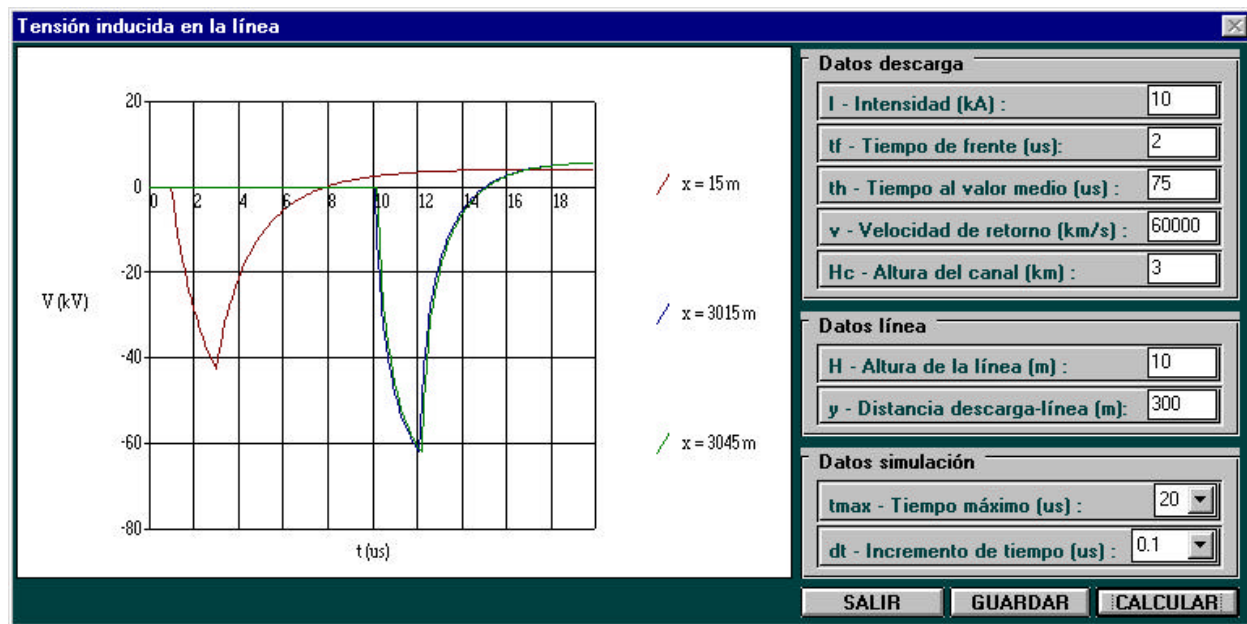 Tensión inducida en la línea
20
0
-20
-40
-60
-80
V (kV)
0 2 4 6 8 10 12 14 16 18
t (us)
x = 15 m
x = 3015 m
x = 3045 m
Datos descarga
I - Intensidad (kA) : 10
tf - Tiempo de frente (us): 2
th - Tiempo al valor medio (us) : 75
v - Velocidad de retorno (km/s) : 60000
Hc - Altura del canal (km) : 3
Datos línea
H - Altura de la línea (m) : 10
y - Distancia descarga-línea (m): 300
Datos simulación
tmax - Tiempo máximo (us) : 20
dt - Incremento de tiempo (us) : 0.1
SALIR GUARDAR CALCULAR